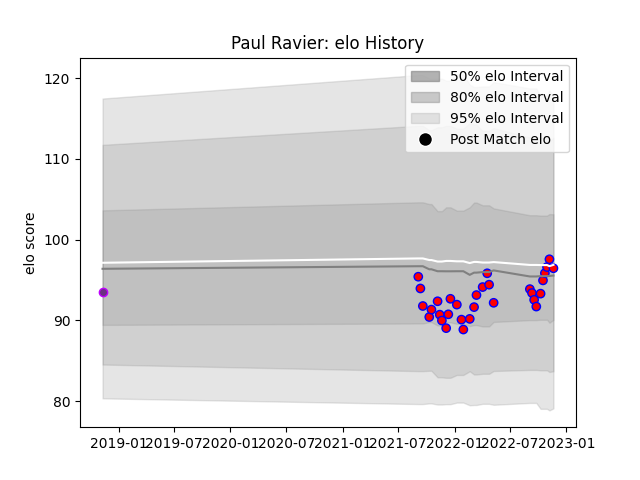 Paul Ravier: elo History
120
110
100
90
80
elo score
50% elo Interval
80% elo Interval
95% elo Interval
Post Match elo
2019-01 2019-07 2020-01 2020-07 2021-01 2021-07 2022-01 2022-07 2023-01